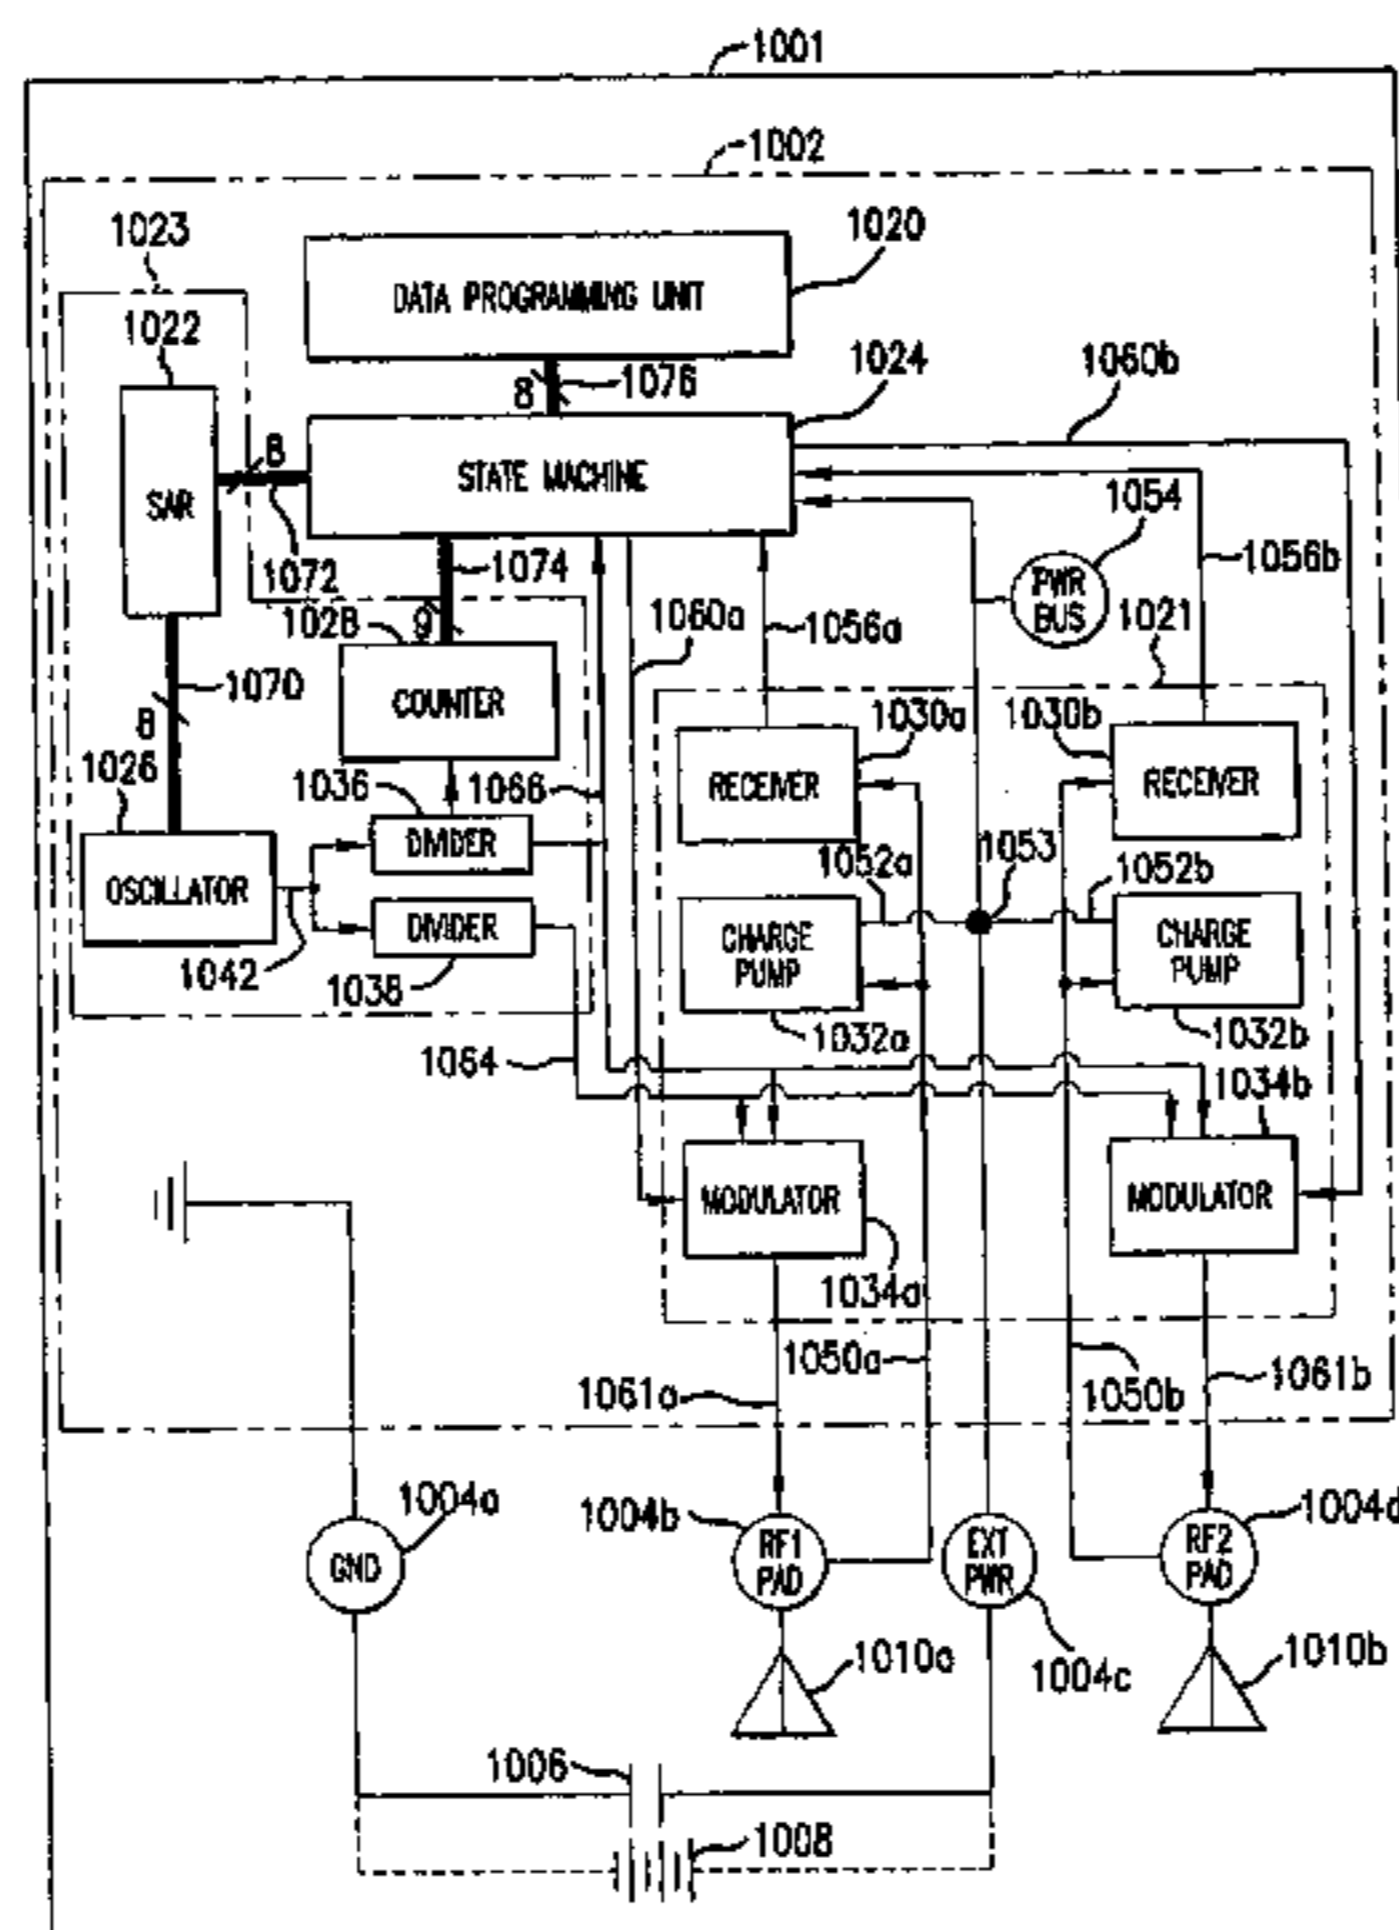 1001
1002
1023
1020
DATA PROGRAMMING UNIT
1022
1024
1060b
8
1076
8
STATE MACHINE
SAR
1054
1072
1074
1056b
PWR
BUS
1028
9
1060a
1056a
1021
1070
8
COUNTER
1030a
1030b
1026
1036
1066
RECEIVER
RECEIVER
DIVIDER
1052a
1053
1052b
OSCILLATOR
DIVIDER
CHARGE
PUMP
CHARGE
PUMP
1042
1038
1032a
1032b
1064
1034b
MODULATOR
MODULATOR
1034a
1050a
1061a
1050b
1061b
1004a
1004b
1004d
GND
RF1
PAD
EXT
PWR
RF2
PAD
1010a
1004c
1010b
1006
1008